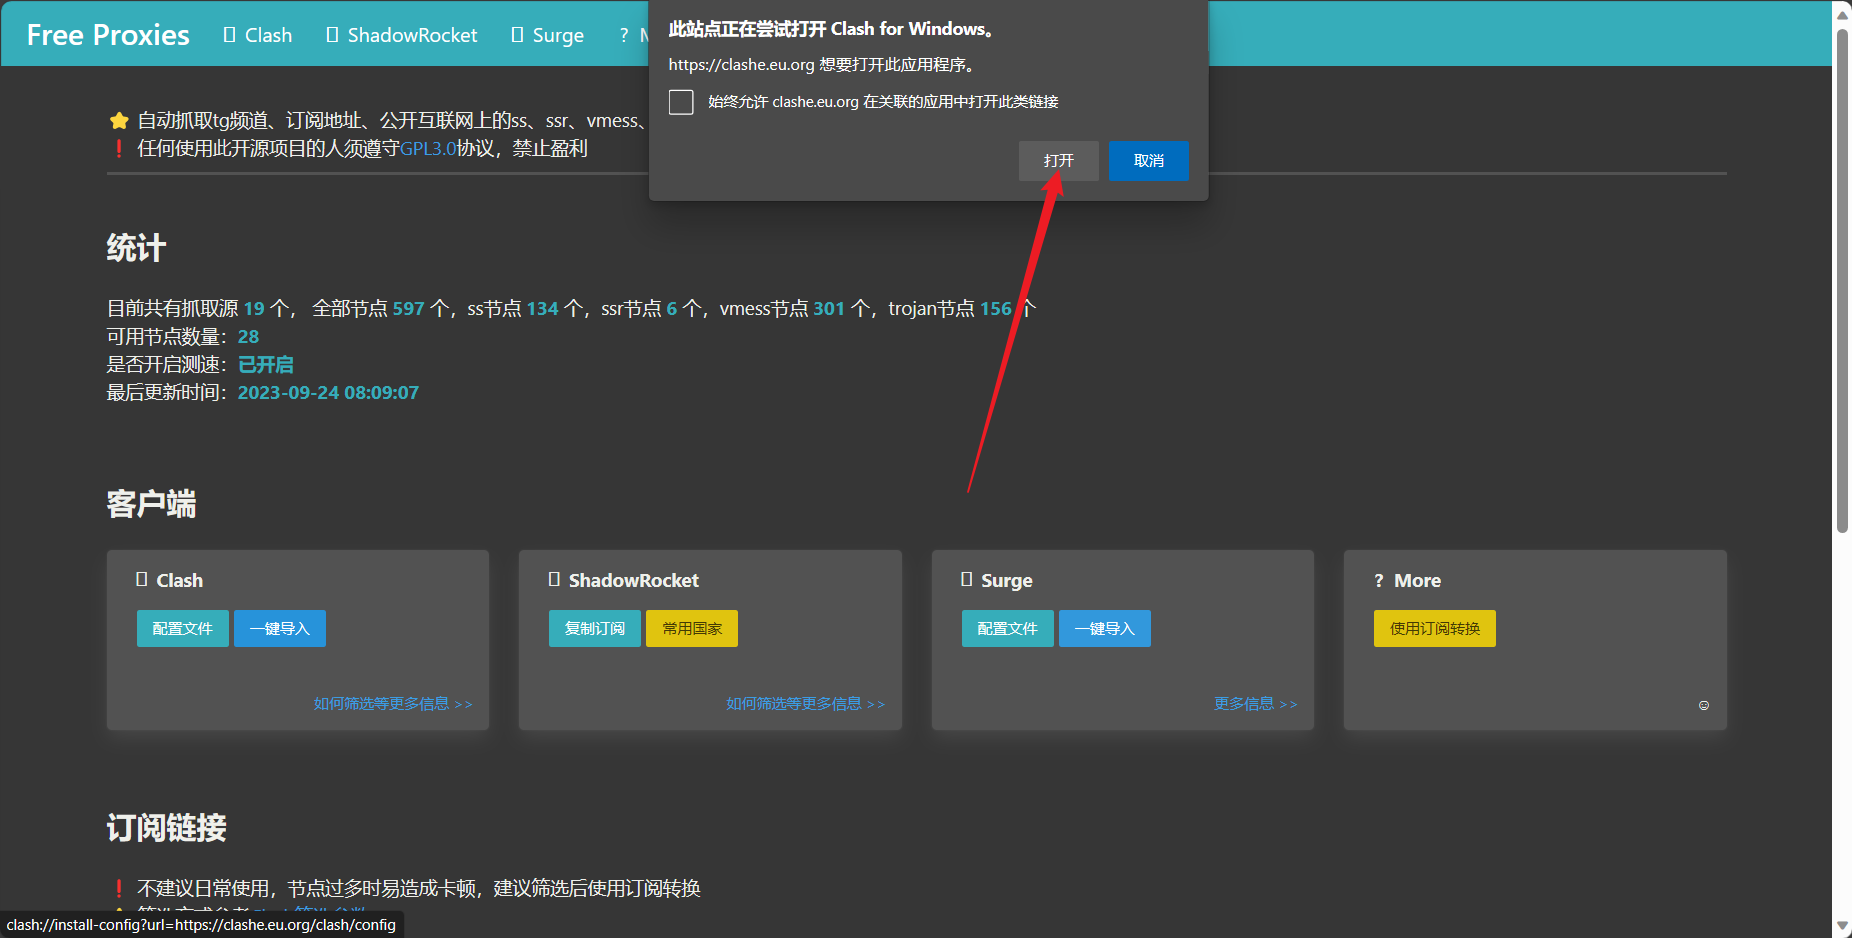 Free Proxies Clash ShadowRocket Surge ?
此站点正在尝试打开 Clash for Windows。
https://clashe.eu.org 想要打开此应用程序。
始终允许 clashe.eu.org 在关联的应用中打开此类链接
打开 取消
自动抓取tg频道、订阅地址、公开互联网上的ss、ssr、vmess、
任何使用此开源项目的人须遵守GPL3.0协议，禁止盈利
统计
目前共有抓取源 19 个， 全部节点 597 个，ss节点 134 个，ssr节点 6 个，vmess节点 301 个，trojan节点 156 个
可用节点数量：28
是否开启测速：已开启
最后更新时间：2023-09-24 08:09:07
客户端
Clash
配置文件 一键导入
如何筛选等更多信息 >>
ShadowRocket
复制订阅 常用国家
如何筛选等更多信息 >>
Surge
配置文件 一键导入
更多信息 >>
? More
使用订阅转换
订阅链接
不建议日常使用，节点过多时易造成卡顿，建议筛选后使用订阅转换
clash://install-config?url=https://clashe.eu.org/clash/config